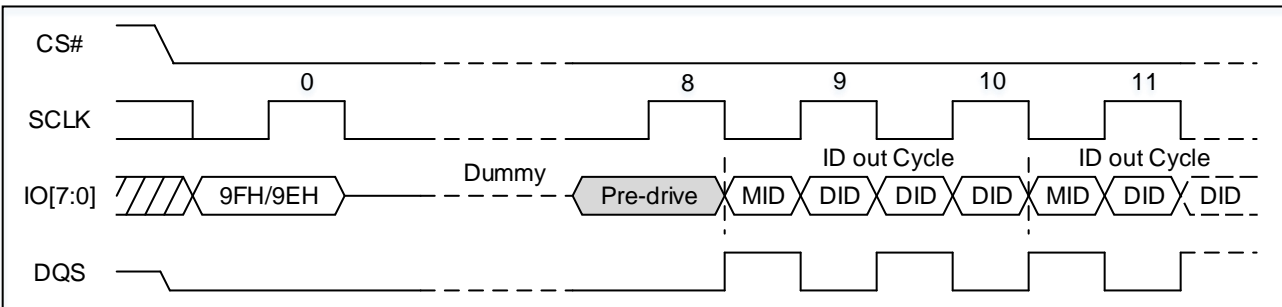 CS#
0 8 9 10 11
SCLK
ID out Cycle ID out Cycle
Dummy
IO[7:0] 9FH/9EH Pre-drive MID DID DID DID MID DID DID
DQS